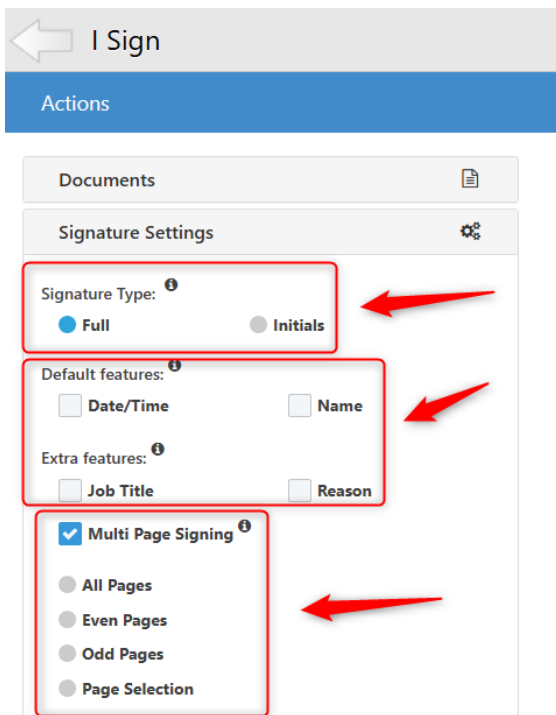 I Sign
Actions
Documents
Signature Settings
Signature Type:
Full Initials
Default features:
Date/Time Name
Extra features:
Job Title Reason
Multi Page Signing
All Pages
Even Pages
Odd Pages
Page Selection